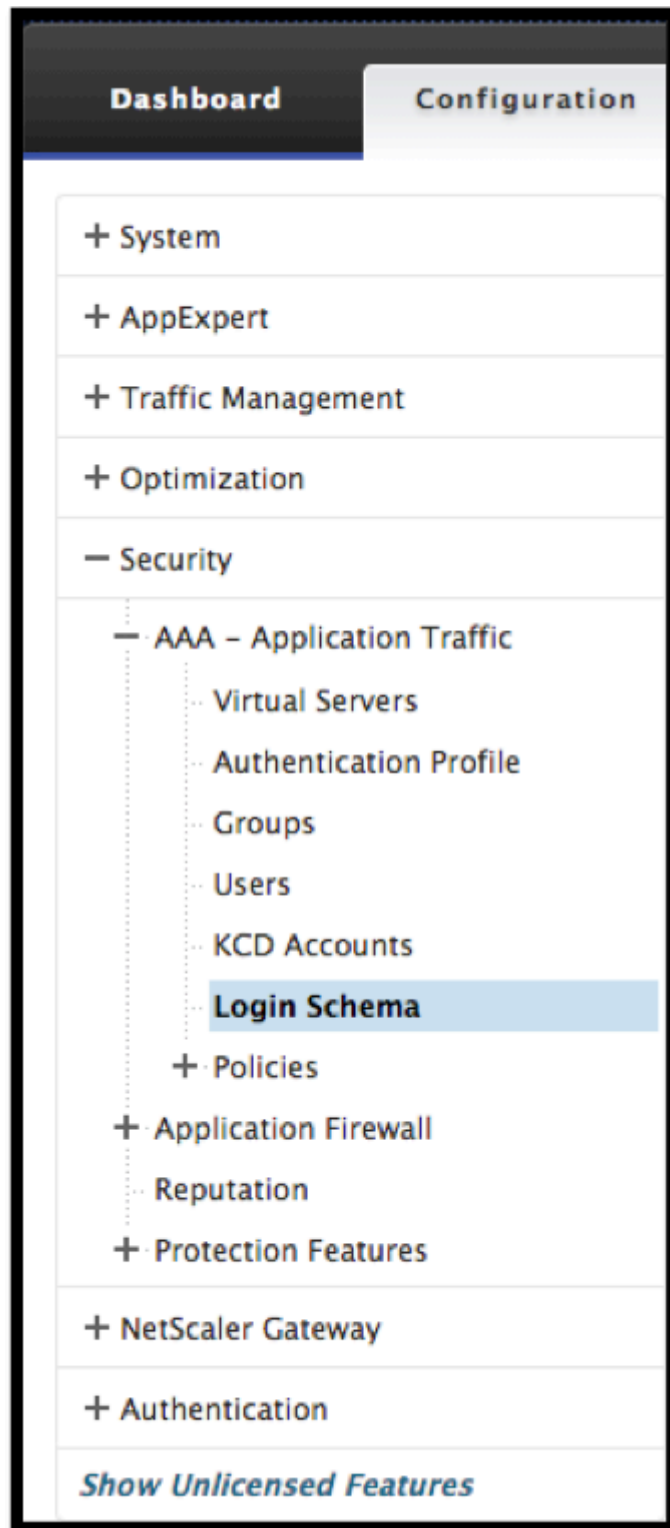 Dashboard Configuration
+ System
+ AppExpert
+ Traffic Management
+ Optimization
− Security
− AAA – Application Traffic
Virtual Servers
Authentication Profile
Groups
Users
KCD Accounts
Login Schema
+ Policies
+ Application Firewall
Reputation
+ Protection Features
+ NetScaler Gateway
+ Authentication
Show Unlicensed Features